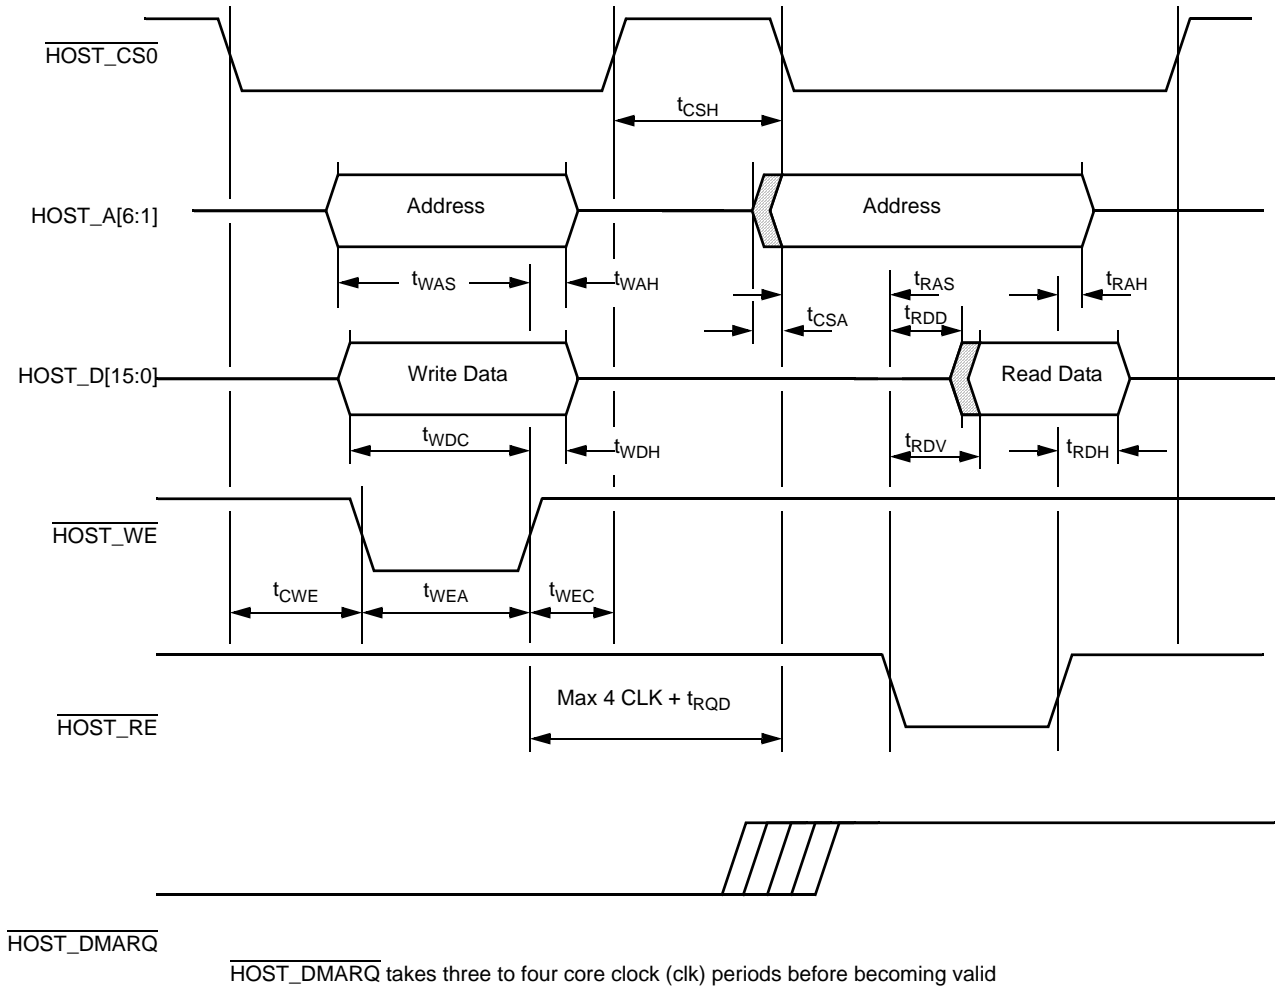 HOST_CS0
tCSH
HOST_A[6:1]
Address
Address
tWAS
tWAH
tRAS
tRAH
tCSA
tRDD
HOST_D[15:0]
Write Data
Read Data
tWDC
tWDH
tRDV
tRDH
HOST_WE
tCWE
tWEA
tWEC
Max 4 CLK + tRQD
HOST_RE
HOST_DMARQ
HOST_DMARQ takes three to four core clock (clk) periods before becoming valid